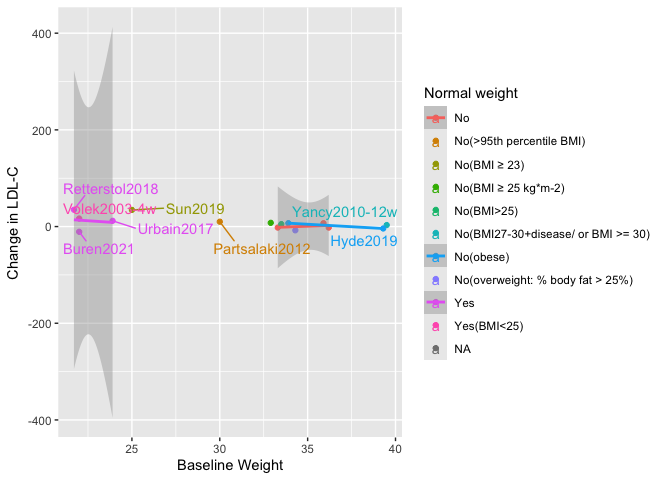 400
200
0
-200
-400
Change in LDL-C
Retterstol2018
Volek2003-4w
Sun2019
Urbain2017
Buren2021
Partsalaki2012
Yancy2010-12w
Hyde2019
25
30
35
40
Baseline Weight
Normal weight
a No
a No(>95th percentile BMI)
a No(BMI ≥ 23)
a No(BMI ≥ 25 kg*m-2)
a No(BMI>25)
a No(BMI27-30+disease/ or BMI >= 30)
a No(obese)
a No(overweight: % body fat > 25%)
a Yes
a Yes(BMI<25)
a NA